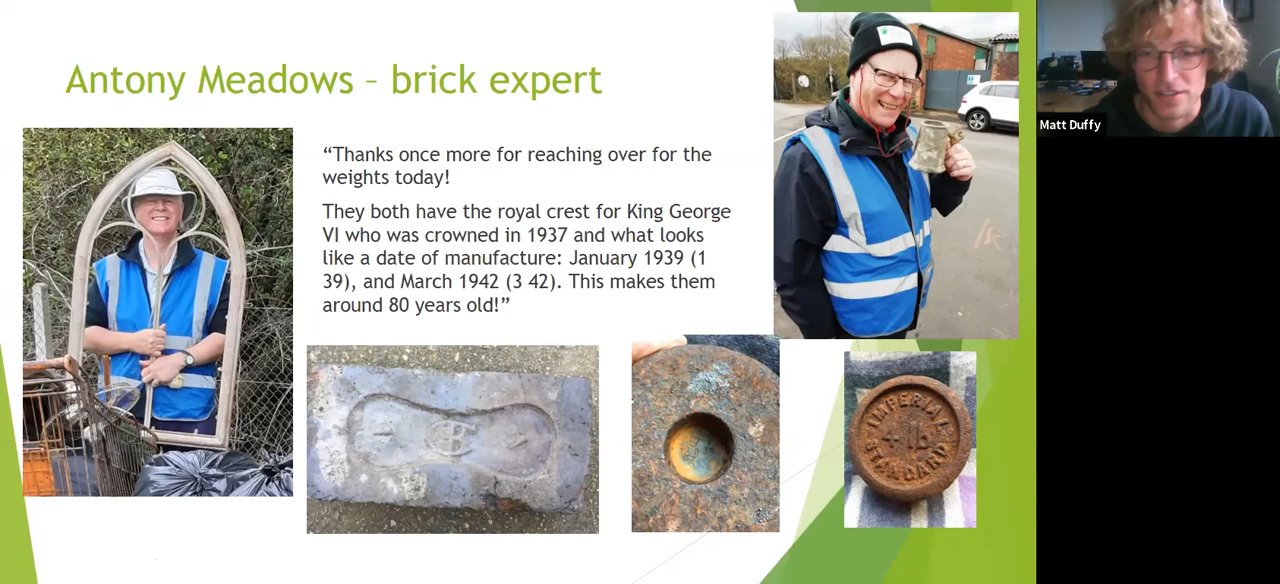 Antony Meadows – brick expert
“Thanks once more for reaching over for the
weights today!
They both have the royal crest for King George
VI who was crowned in 1937 and what looks
like a date of manufacture: January 1939 (1
39), and March 1942 (3 42). This makes them
around 80 years old!”
IMPERIAL
4 lb
STANDARD
Matt Duffy